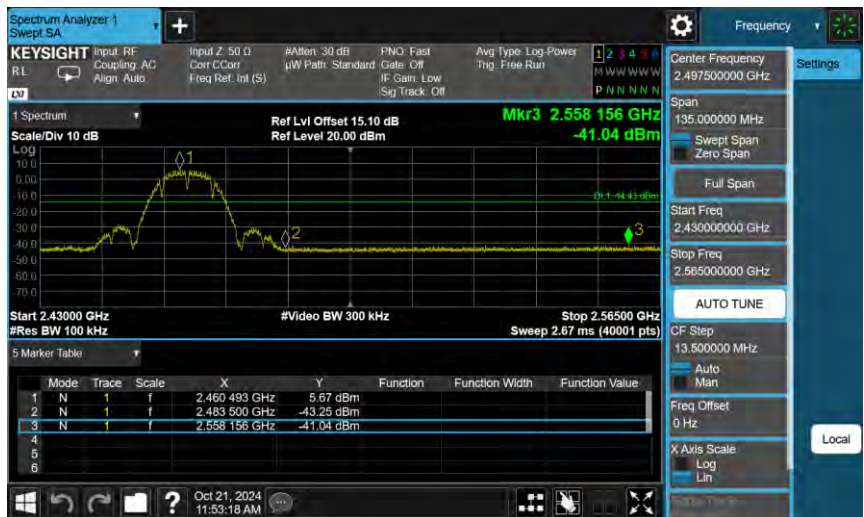 Spectrum Analyzer 1
Swept SA
+
Frequency
KEYSIGHT
RL
LXI
Input: RF
Coupling: AC
Align: Auto
Input Z: 50 Ω
Corr CCorr
Freq Ref: Int (S)
#Atten: 30 dB
µW Path: Standard
PNO: Fast
Gate: Off
IF Gain: Low
Sig Track: Off
Avg Type: Log-Power
Trig: Free Run
1 2 3 4 5 6
M W W W W W
P N N N N N
1 Spectrum
Scale/Div 10 dB
Ref Lvl Offset 15.10 dB
Ref Level 20.00 dBm
Mkr3 2.558 156 GHz
-41.04 dBm
Log
10.0
0.00
-10.0
-20.0
-30.0
-40.0
-50.0
-60.0
-70.0
1
2
3
DL1 -14.43 dBm
Start 2.43000 GHz
#Res BW 100 kHz
#Video BW 300 kHz
Stop 2.56500 GHz
Sweep 2.67 ms (40001 pts)
5 Marker Table
Mode Trace Scale X Y Function Function Width Function Value
1 N 1 f 2.460 493 GHz 5.67 dBm
2 N 1 f 2.483 500 GHz -43.25 dBm
3 N 1 f 2.558 156 GHz -41.04 dBm
4
5
6
?
Oct 21, 2024
11:53:18 AM
Center Frequency
2.497500000 GHz
Span
135.000000 MHz
Swept Span
Zero Span
Full Span
Start Freq
2.430000000 GHz
Stop Freq
2.565000000 GHz
AUTO TUNE
CF Step
13.500000 MHz
Auto
Man
Freq Offset
0 Hz
X Axis Scale
Log
Lin
Settings
Local